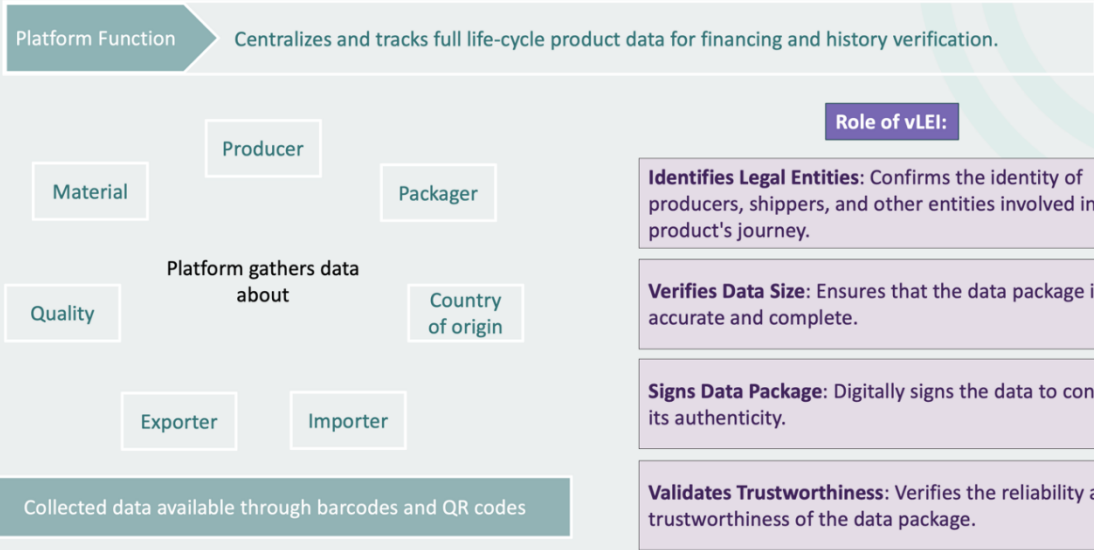 Platform Function
Centralizes and tracks full life-cycle product data for financing and history verification.
Producer
Material
Packager
Platform gathers data
about
Quality
Country
of origin
Exporter
Importer
Collected data available through barcodes and QR codes
Role of vLEI:
Identifies Legal Entities: Confirms the identity of
producers, shippers, and other entities involved in
product's journey.
Verifies Data Size: Ensures that the data package
accurate and complete.
Signs Data Package: Digitally signs the data to
its authenticity.
Validates Trustworthiness: Verifies the reliability
trustworthiness of the data package.